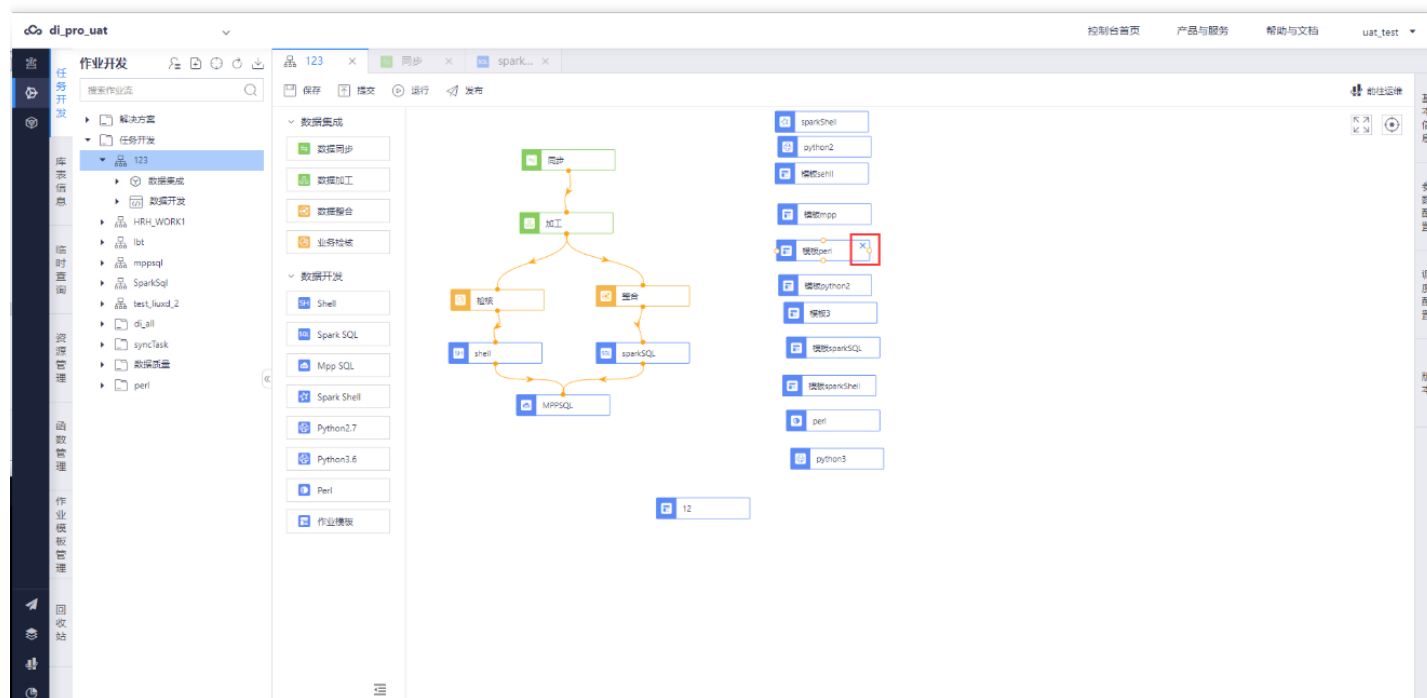 di_pro_uat
控制台首页
产品与服务
帮助与文档
uat_test
任务开发
库表信息
临时查询
资源管理
函数管理
作业模板管理
回收站
作业开发
搜索作业流
解决方案
任务开发
123
数据集成
数据开发
HRH_WORK1
lbt
mppsql
SparkSql
test_liuxd_2
di_all
syncTask
数据质量
perl
123
同步
spark...
保存
提交
运行
发布
前往运维
数据集成
数据同步
数据加工
数据整合
业务检核
数据开发
SH Shell
SQL Spark SQL
Mpp SQL
Spark Shell
Python2.7
Python3.6
Perl
作业模板
同步
加工
检核
整合
SH shell
SQL sparkSQL
MPPSQL
12
sparkShell
python2
模板sehll
模板mpp
模板perl
模板python2
模板3
模板sparkSQL
模板sparkShell
perl
python3